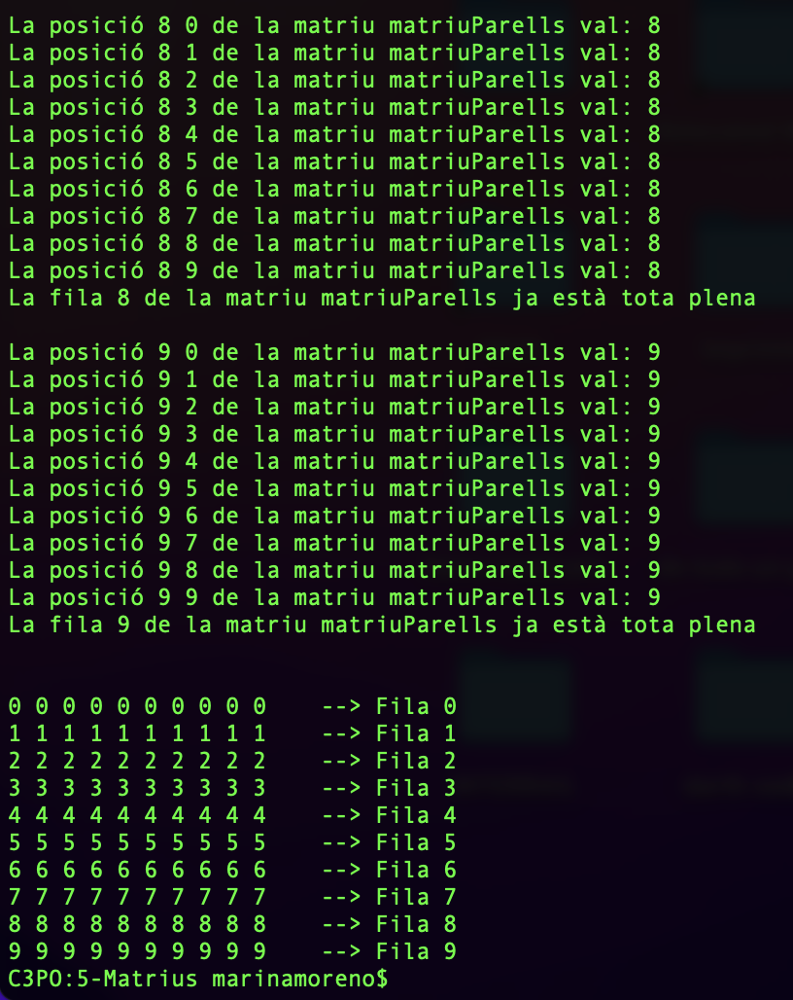 La posició 8 0 de la matriu matriuParells val: 8
La posició 8 1 de la matriu matriuParells val: 8
La posició 8 2 de la matriu matriuParells val: 8
La posició 8 3 de la matriu matriuParells val: 8
La posició 8 4 de la matriu matriuParells val: 8
La posició 8 5 de la matriu matriuParells val: 8
La posició 8 6 de la matriu matriuParells val: 8
La posició 8 7 de la matriu matriuParells val: 8
La posició 8 8 de la matriu matriuParells val: 8
La posició 8 9 de la matriu matriuParells val: 8
La fila 8 de la matriu matriuParells ja està tota plena

La posició 9 0 de la matriu matriuParells val: 9
La posició 9 1 de la matriu matriuParells val: 9
La posició 9 2 de la matriu matriuParells val: 9
La posició 9 3 de la matriu matriuParells val: 9
La posició 9 4 de la matriu matriuParells val: 9
La posició 9 5 de la matriu matriuParells val: 9
La posició 9 6 de la matriu matriuParells val: 9
La posició 9 7 de la matriu matriuParells val: 9
La posició 9 8 de la matriu matriuParells val: 9
La posició 9 9 de la matriu matriuParells val: 9
La fila 9 de la matriu matriuParells ja està tota plena

0 0 0 0 0 0 0 0 0 0    --> Fila 0
1 1 1 1 1 1 1 1 1 1    --> Fila 1
2 2 2 2 2 2 2 2 2 2    --> Fila 2
3 3 3 3 3 3 3 3 3 3    --> Fila 3
4 4 4 4 4 4 4 4 4 4    --> Fila 4
5 5 5 5 5 5 5 5 5 5    --> Fila 5
6 6 6 6 6 6 6 6 6 6    --> Fila 6
7 7 7 7 7 7 7 7 7 7    --> Fila 7
8 8 8 8 8 8 8 8 8 8    --> Fila 8
9 9 9 9 9 9 9 9 9 9    --> Fila 9
C3PO:5-Matrius marinamoreno$